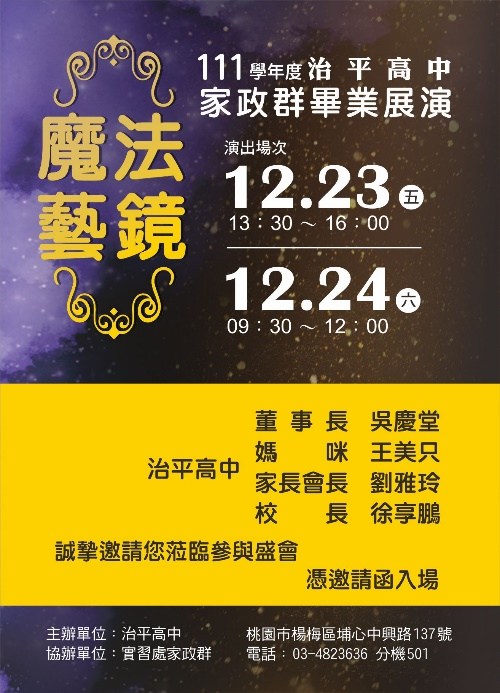 魔法
藝鏡
111學年度治平高中
家政群畢業展演
演出場次
12.23 五
13：30 ～ 16：00
12.24 六
09：30 ～ 12：00
治平高中
董事長 吳慶堂
媽咪 王美只
家長會長 劉雅玲
校長 徐享鵬
誠摯邀請您蒞臨參與盛會
憑邀請函入場
主辦單位：治平高中
協辦單位：實習處家政群
桃園市楊梅區埔心中興路137號
電話：03-4823636 分機501